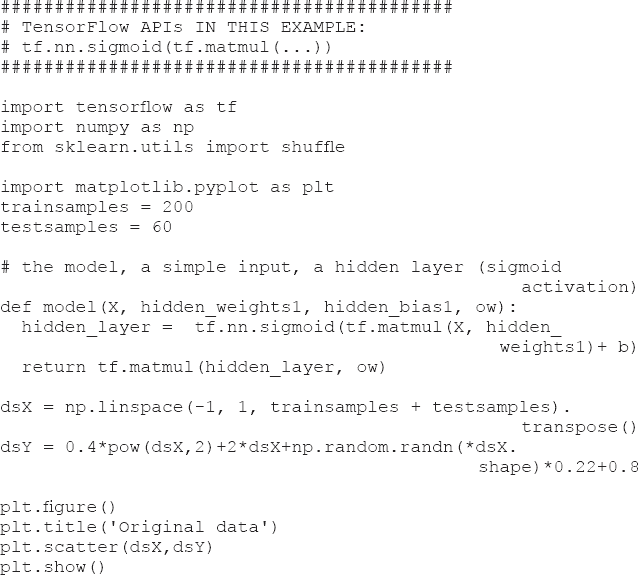 ##########################################
# TensorFlow APIs IN THIS EXAMPLE:
# tf.nn.sigmoid(tf.matmul(...))
##########################################
import tensorflow as tf
import numpy as np
from sklearn.utils import shuffle
import matplotlib.pyplot as plt
trainsamples = 200
testsamples = 60
# the model, a simple input, a hidden layer (sigmoid
activation)
def model(X, hidden_weights1, hidden_bias1, ow):
hidden_layer =  tf.nn.sigmoid(tf.matmul(X, hidden_
weights1)+ b)
return tf.matmul(hidden_layer, ow)
dsX = np.linspace(-1, 1, trainsamples + testsamples).
transpose()
dsY = 0.4*pow(dsX,2)+2*dsX+np.random.randn(*dsX.
shape)*0.22+0.8
plt.figure()
plt.title('Original data')
plt.scatter(dsX,dsY)
plt.show()